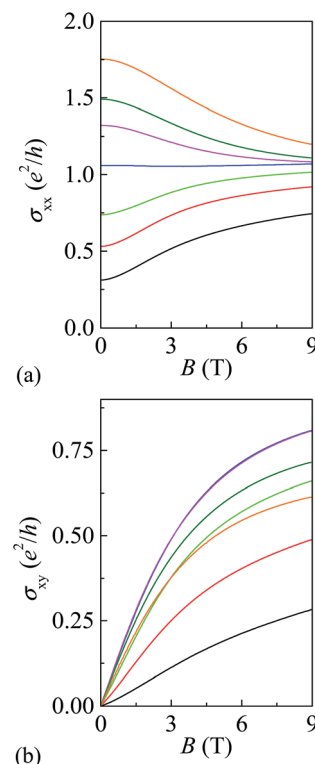 (a)
2.0
1.5
1.0
0.5
0.0
σxx (e²/h)
0 3 6 9
B (T)
(b)
0.75
0.50
0.25
0.00
σxy (e²/h)
0 3 6 9
B (T)